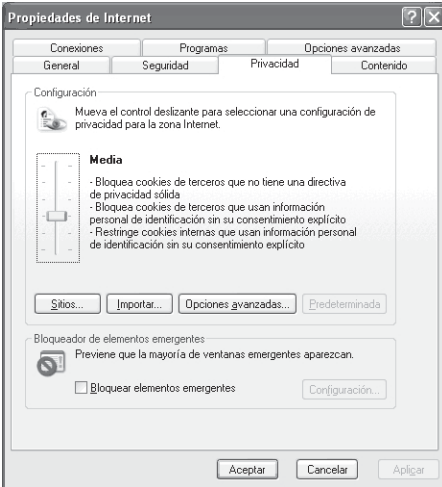 Propiedades de Internet
Conexiones Programas Opciones avanzadas
General Seguridad Privacidad Contenido
Configuración
Mueva el control deslizante para seleccionar una configuración de
privacidad para la zona Internet.
Media
- Bloquea cookies de terceros que no tiene una directiva
de privacidad sólida
- Bloquea cookies de terceros que usan información
personal de identificación sin su consentimiento explícito
- Restringe cookies internas que usan información personal
de identificación sin su consentimiento explícito
Sitios... Importar... Opciones avanzadas... Predeterminada
Bloqueador de elementos emergentes
Previene que la mayoría de ventanas emergentes aparezcan.
Bloquear elementos emergentes Configuración...
Aceptar Cancelar Aplicar